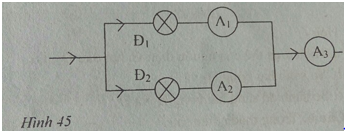 Đ₁ A₁
A₃
Đ₂ A₂
Hình 45